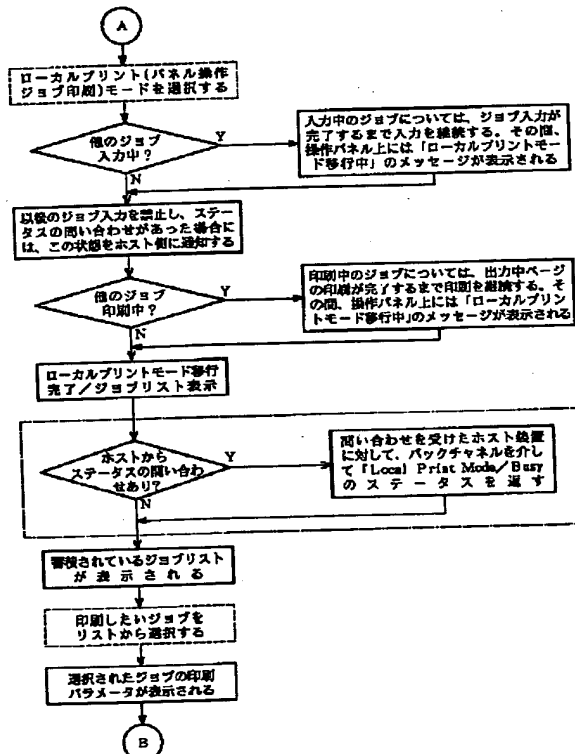 A
ローカルプリント(パネル操作
ジョブ印刷)モードを選択する
他のジョブ
入力中?
Y
N
入力中のジョブについては、ジョブ入力が
完了するまで入力を継続する。その間、
操作パネル上には「ローカルプリントモー
ド移行中」のメッセージが表示される
以後のジョブ入力を禁止し、ステー
タスの問い合わせがあった場合に
は、この状態をホスト側に通知する
他のジョブ
印刷中?
Y
N
印刷中のジョブについては、出力中ペー
ジの印刷が完了するまで印刷を継続する。そ
の間、操作パネル上には「ローカルプリン
トモード移行中」のメッセージが表示される
ローカルプリントモード移行
完了/ジョブリスト表示
ホストから
ステータスの問い合わ
せあり?
Y
N
問い合わせを受けたホスト装置
に対して、バックチャネルを介し
て「Local Print Mode/Busy
のステータスを返す
蓄積されているジョブリスト
が表示される
印刷したいジョブを
リストから選択する
選択されたジョブの印刷
パラメータが表示される
B